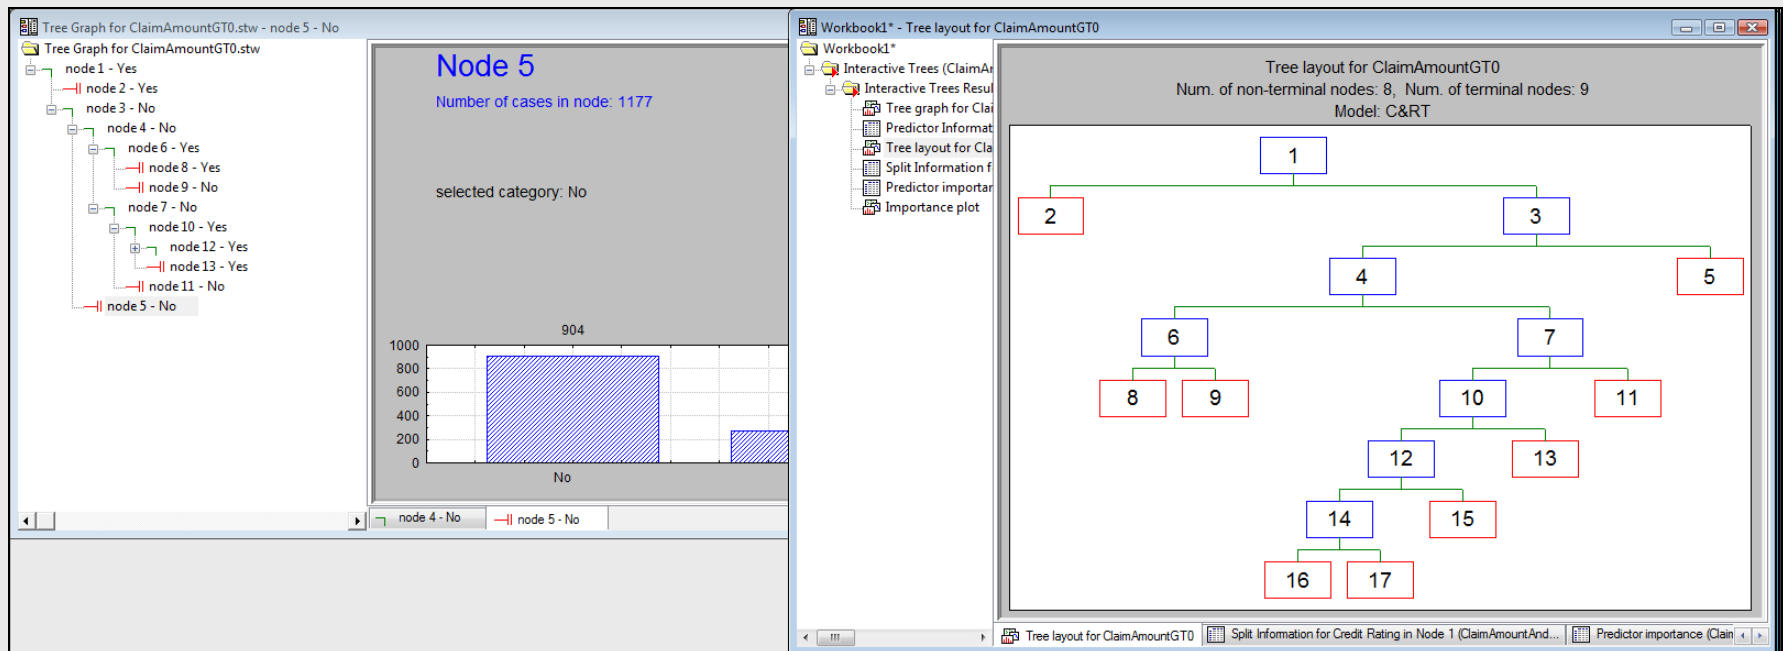 Tree Graph for ClaimAmountGT0.stw - node 5 - No
Tree Graph for ClaimAmountGT0.stw
node 1 - Yes
node 2 - Yes
node 3 - No
node 4 - No
node 6 - Yes
node 8 - Yes
node 9 - No
node 7 - No
node 10 - Yes
node 12 - Yes
node 13 - Yes
node 11 - No
node 5 - No
Node 5
Number of cases in node: 1177
selected category: No
904
1000
800
600
400
200
0
No
node 4 - No
node 5 - No
Workbook1* - Tree layout for ClaimAmountGT0
Workbook1*
Interactive Trees (ClaimAr
Interactive Trees Resul
Tree graph for Clai
Predictor Informat
Tree layout for Cla
Split Information f
Predictor importar
Importance plot
Tree layout for ClaimAmountGT0
Num. of non-terminal nodes: 8, Num. of terminal nodes: 9
Model: C&RT
1
2
3
4
5
6
7
8
9
10
11
12
13
14
15
16
17
Tree layout for ClaimAmountGT0
Split Information for Credit Rating in Node 1 (ClaimAmountAnd...
Predictor importance (Clain